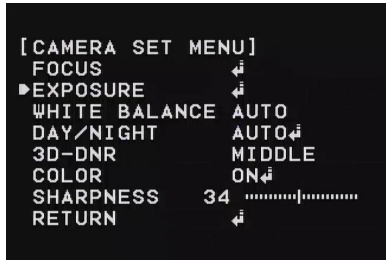 [CAMERA SET MENU]
FOCUS ↲
▶EXPOSURE ↲
WHITE BALANCE AUTO
DAY/NIGHT AUTO↲
3D-DNR MIDDLE
COLOR ON↲
SHARPNESS 34
RETURN ↲